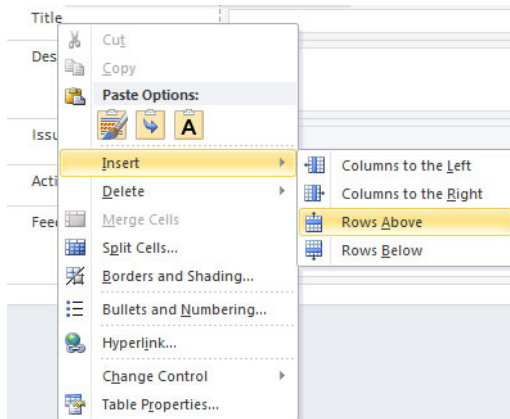 Title
Cut
Des
Copy
Paste Options:
A
Issu
Insert
Columns to the Left
Acti
Delete
Columns to the Right
Feed
Merge Cells
Rows Above
Split Cells...
Rows Below
Borders and Shading...
Bullets and Numbering...
Hyperlink...
Change Control
Table Properties...